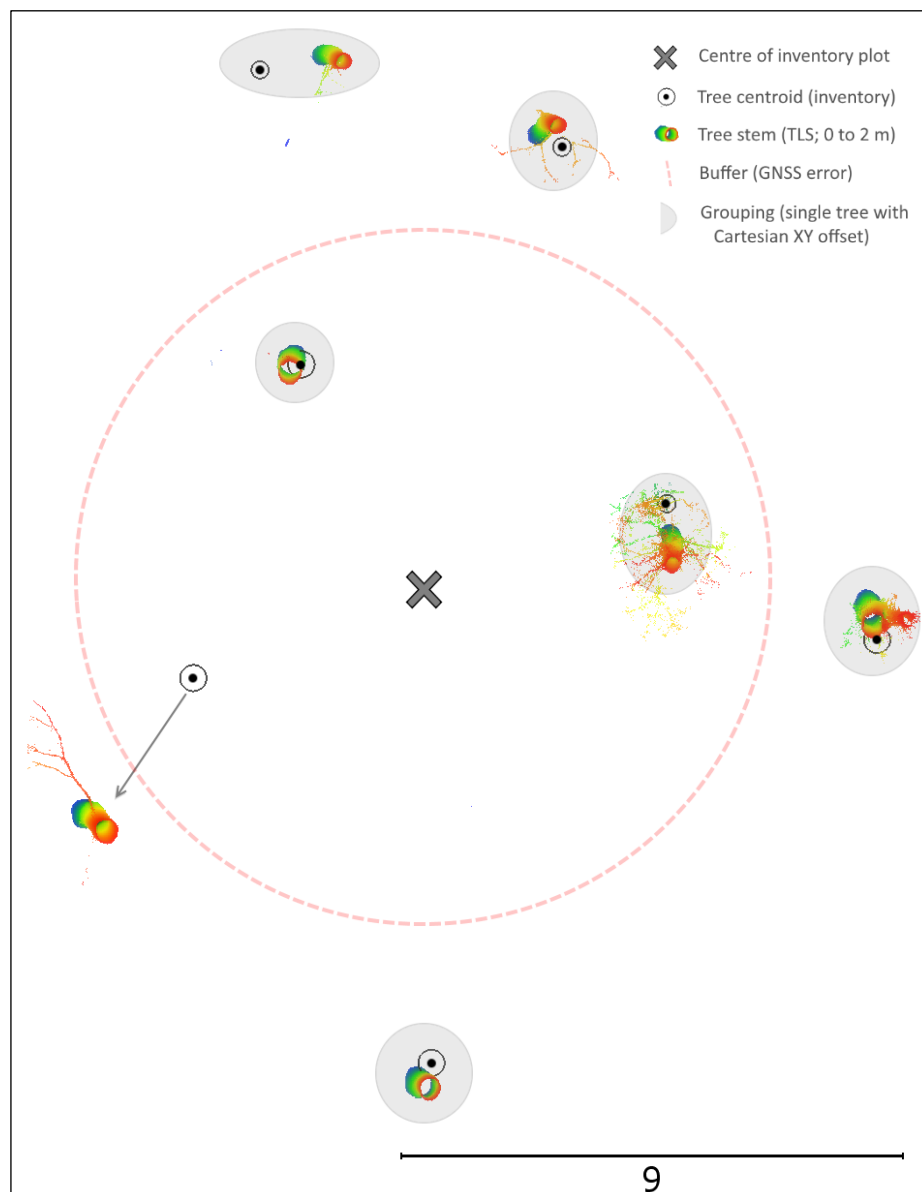 Centre of inventory plot
Tree centroid (inventory)
Tree stem (TLS; 0 to 2 m)
Buffer (GNSS error)
Grouping (single tree with
Cartesian XY offset)
9